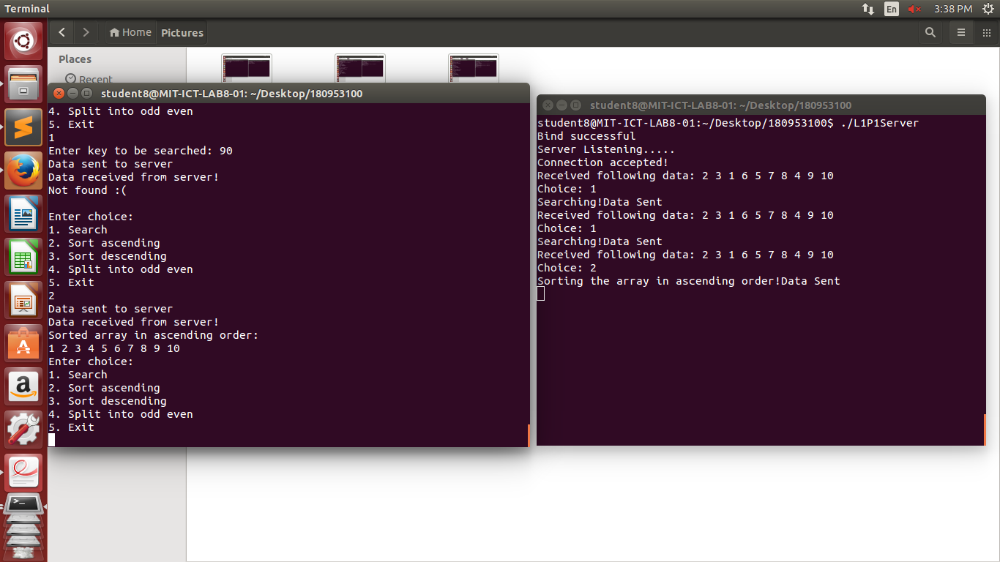 Terminal
En
3:38 PM
Home
Pictures
Places
Recent
student8@MIT-ICT-LAB8-01: ~/Desktop/180953100
4. Split into odd even
5. Exit
1
Enter key to be searched: 90
Data sent to server
Data received from server!
Not found :(
Enter choice:
1. Search
2. Sort ascending
3. Sort descending
4. Split into odd even
5. Exit
2
Data sent to server
Data received from server!
Sorted array in ascending order:
1 2 3 4 5 6 7 8 9 10
Enter choice:
1. Search
2. Sort ascending
3. Sort descending
4. Split into odd even
5. Exit
student8@MIT-ICT-LAB8-01: ~/Desktop/180953100
student8@MIT-ICT-LAB8-01:~/Desktop/180953100$ ./L1P1Server
Bind successful
Server Listening.....
Connection accepted!
Received following data: 2 3 1 6 5 7 8 4 9 10
Choice: 1
Searching!Data Sent
Received following data: 2 3 1 6 5 7 8 4 9 10
Choice: 1
Searching!Data Sent
Received following data: 2 3 1 6 5 7 8 4 9 10
Choice: 2
Sorting the array in ascending order!Data Sent